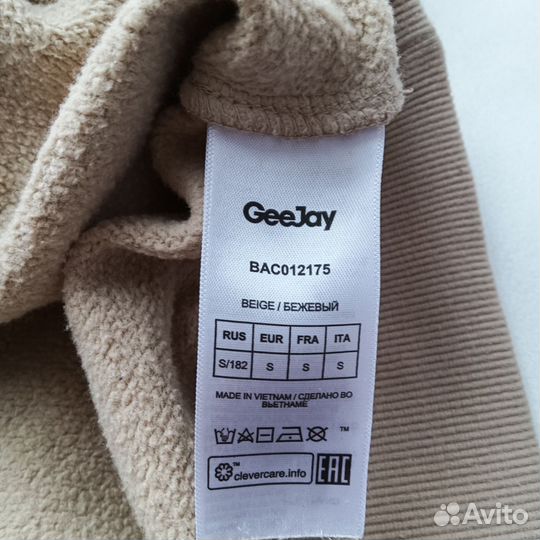 GeeJay
BAC012175
BEIGE / БЕЖЕВЫЙ
RUS EUR FRA ITA
S/182 S S S
MADE IN VIETNAM / СДЕЛАНО ВО
ВЬЕТНАМЕ
TM
TM
clevercare.info
EAC
Avito